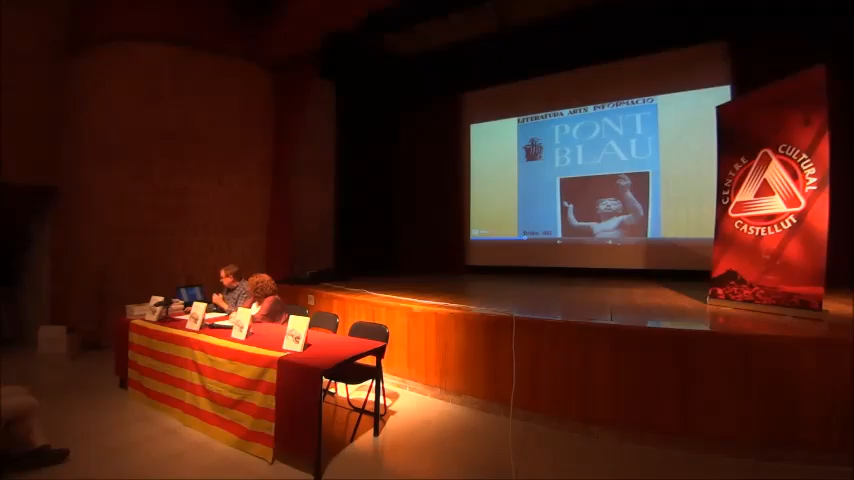 LITERATURA ARTS INFORMACIÓ
PONT
BLAU
CENTRE CULTURAL
CASTELLUT